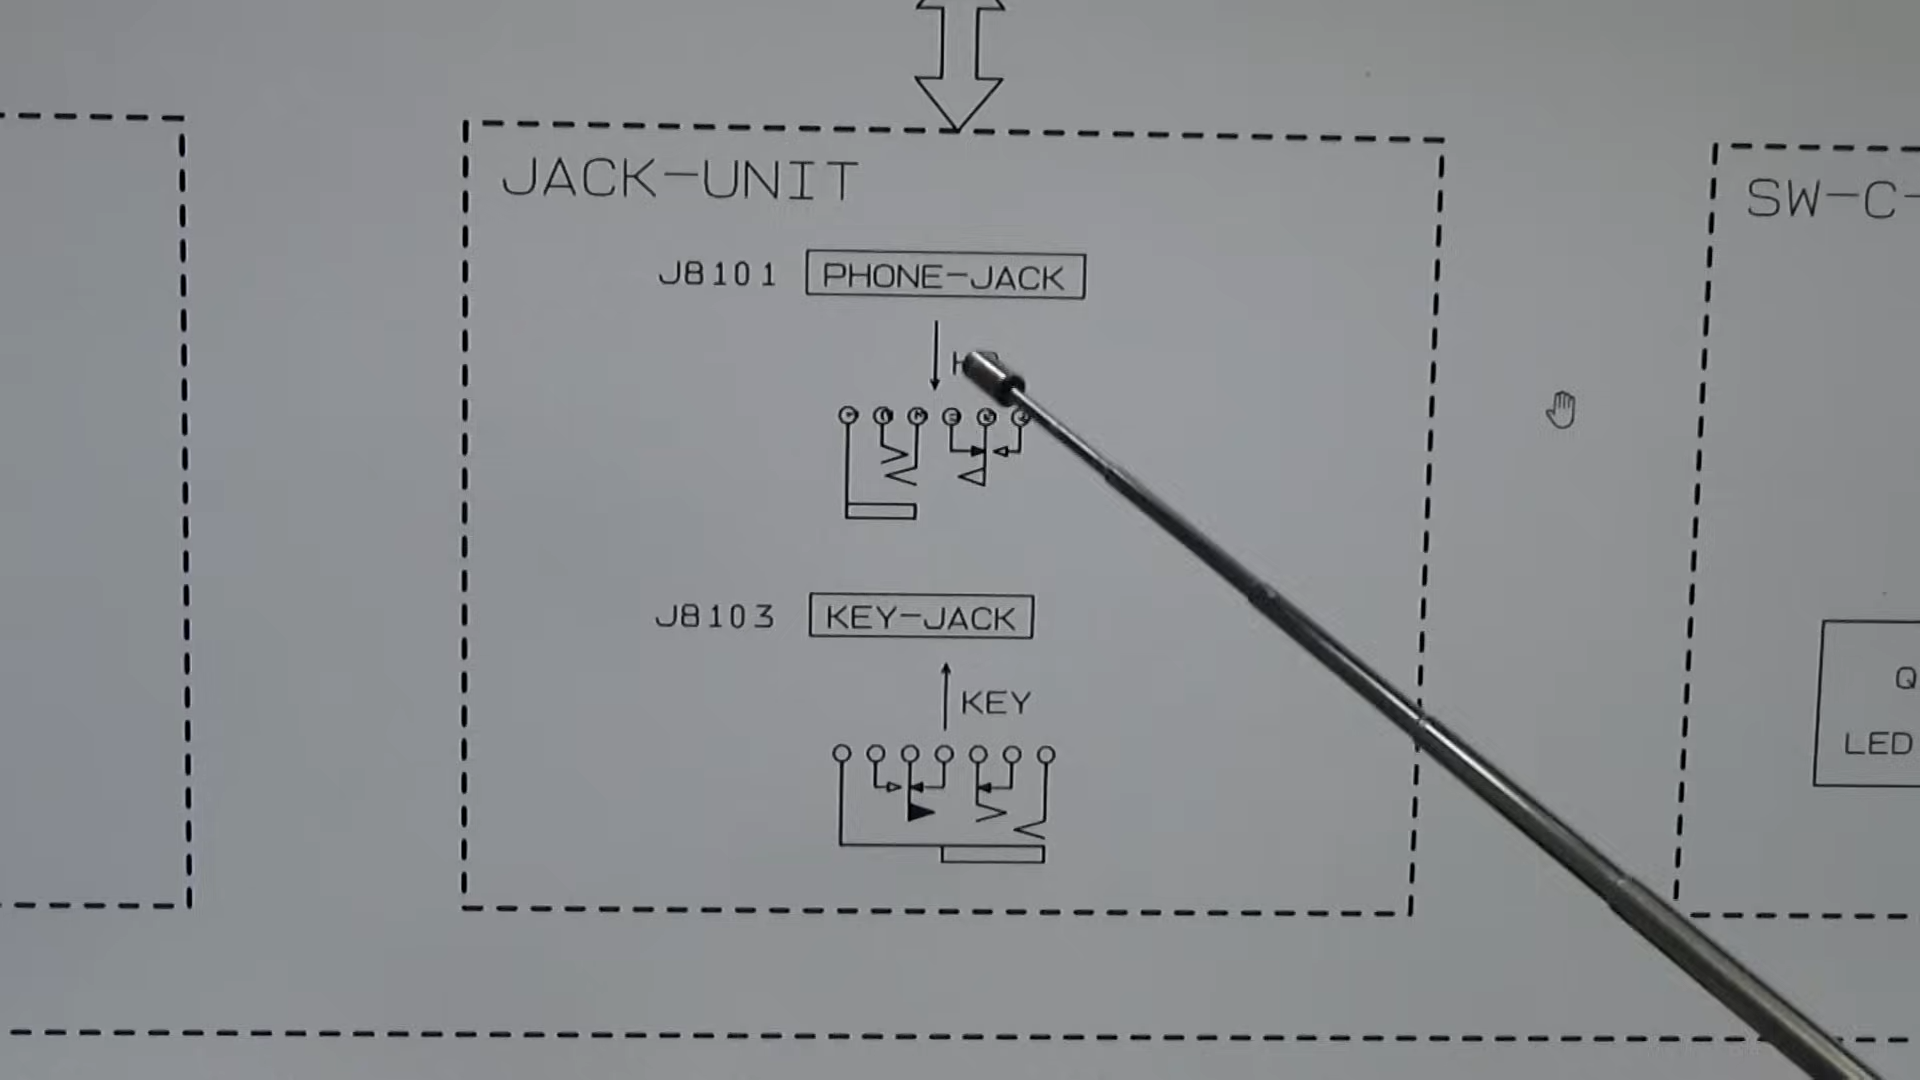 JACK-UNIT
SW-C-
J8101 PHONE-JACK
J8103 KEY-JACK
KEY
Q
LED